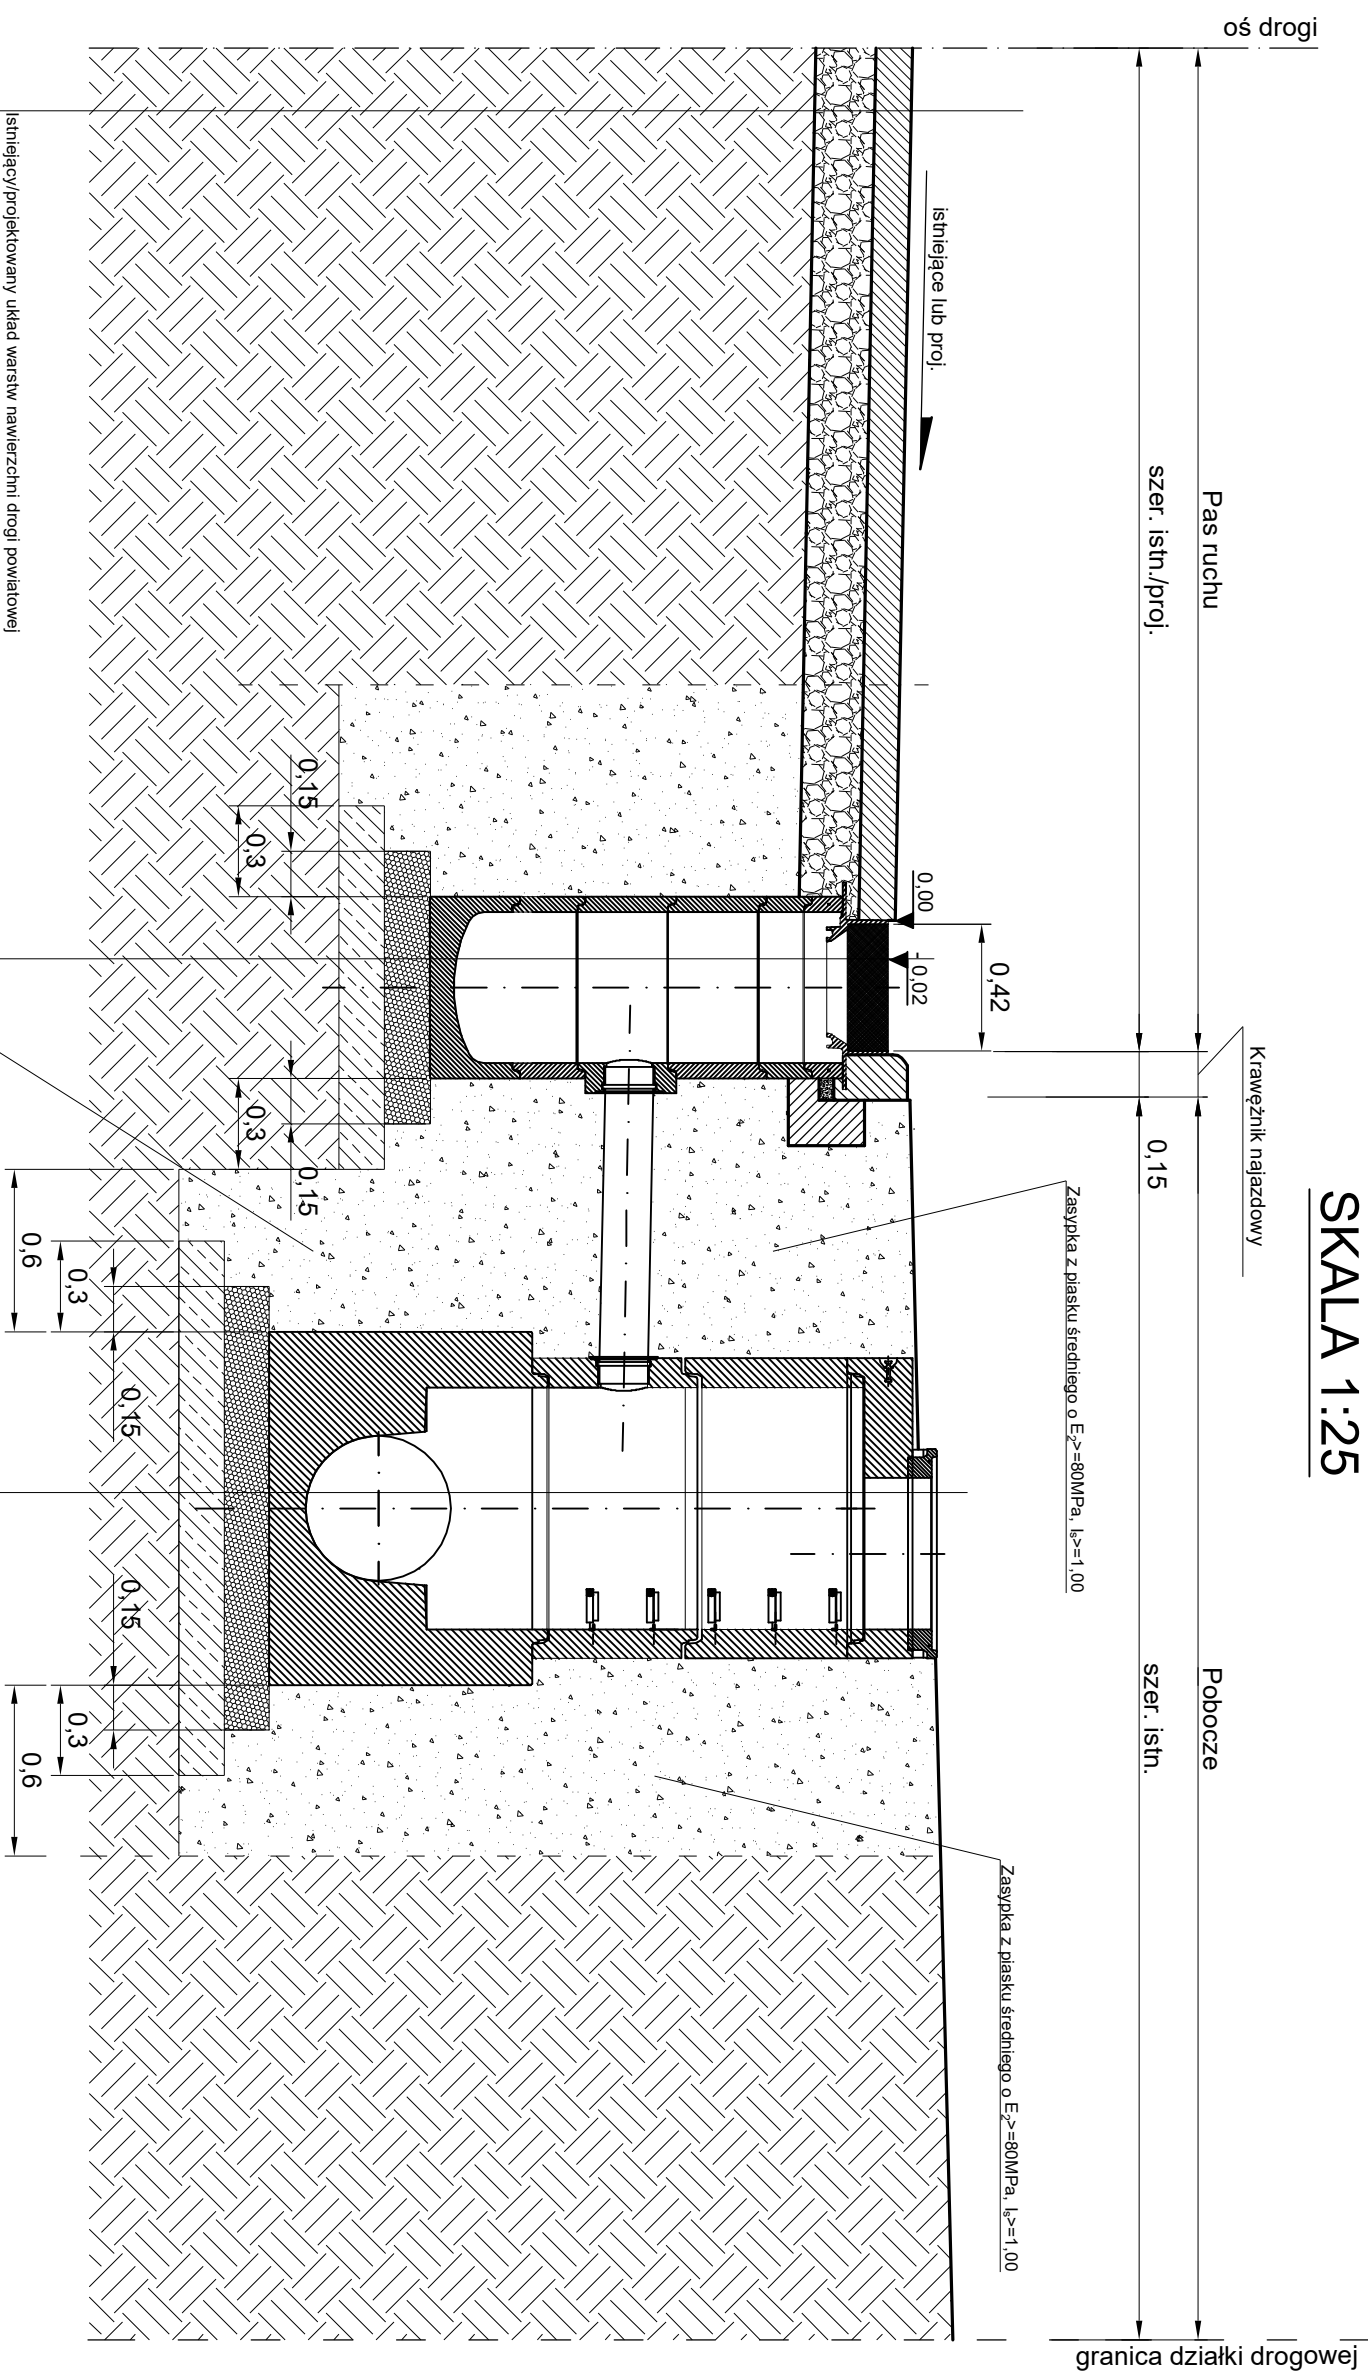 SKALA 1:25
oś drogi
Pas ruchu
szer. istn./proj.
Krawężnik najazdowy
0,15
Pobocze
szer. istn.
granica działki drogowej
istniejące lub proj.
0,00
-0,02
0,42
Zasypka z piasku średniego o E₂>=80MPa, Iₛ>=1,00
Zasypka z piasku średniego o E₂>=80MPa, Iₛ>=1,00
0,15
0,3
0,3
0,15
0,15
0,15
0,3
0,3
0,6
0,6
Istniejący/projektowany układ warstw nawierzchni drogi powiatowej